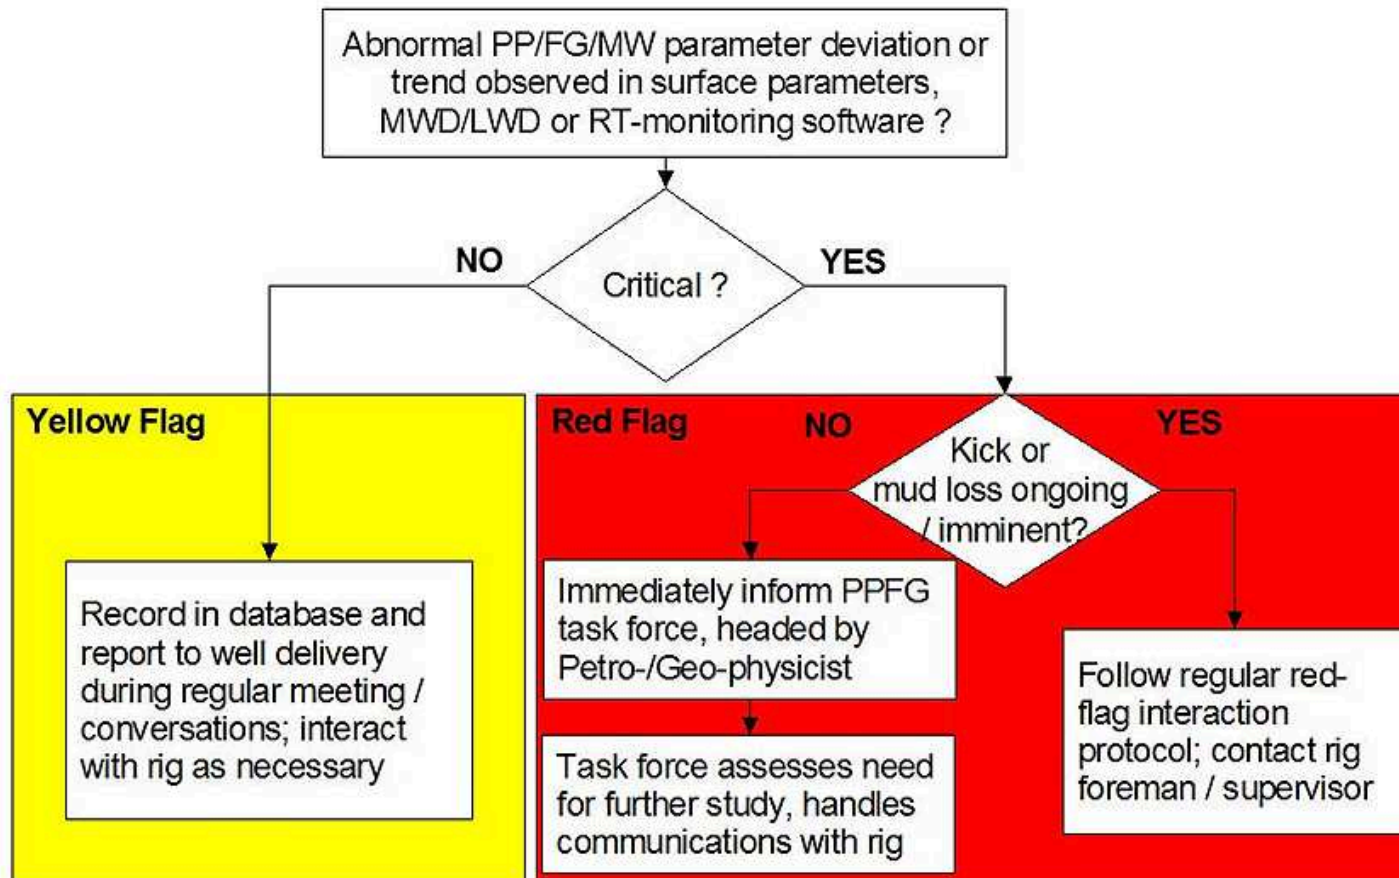 Abnormal PP/FG/MW parameter deviation or
trend observed in surface parameters,
MWD/LWD or RT-monitoring software ?
NO
YES
Critical ?
Yellow Flag
Red Flag
NO
YES
Kick or
mud loss ongoing
/ imminent?
Record in database and
report to well delivery
during regular meeting /
conversations; interact
with rig as necessary
Immediately inform PPFG
task force, headed by
Petro-/Geo-physicist
Task force assesses need
for further study, handles
communications with rig
Follow regular red-
flag interaction
protocol; contact rig
foreman / supervisor